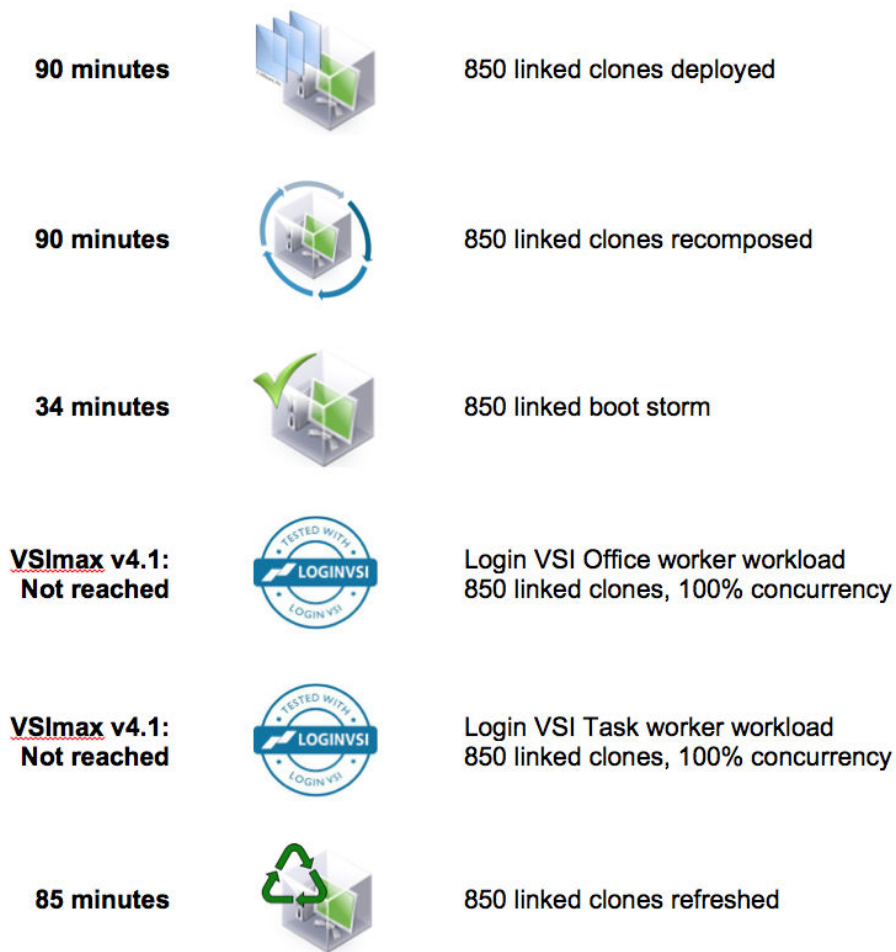 90 minutes
850 linked clones deployed
90 minutes
850 linked clones recomposed
34 minutes
850 linked boot storm
VSImax v4.1:
Not reached
TESTED WITH
LOGINVSI
LOGIN VSI
Login VSI Office worker workload
850 linked clones, 100% concurrency
VSImax v4.1:
Not reached
TESTED WITH
LOGINVSI
LOGIN VSI
Login VSI Task worker workload
850 linked clones, 100% concurrency
85 minutes
850 linked clones refreshed